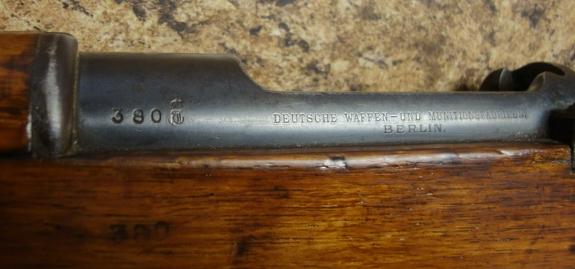 380
DEUTSCHE WAFFEN-UND MUNITIONSFABRIKEN
BERLIN.
380